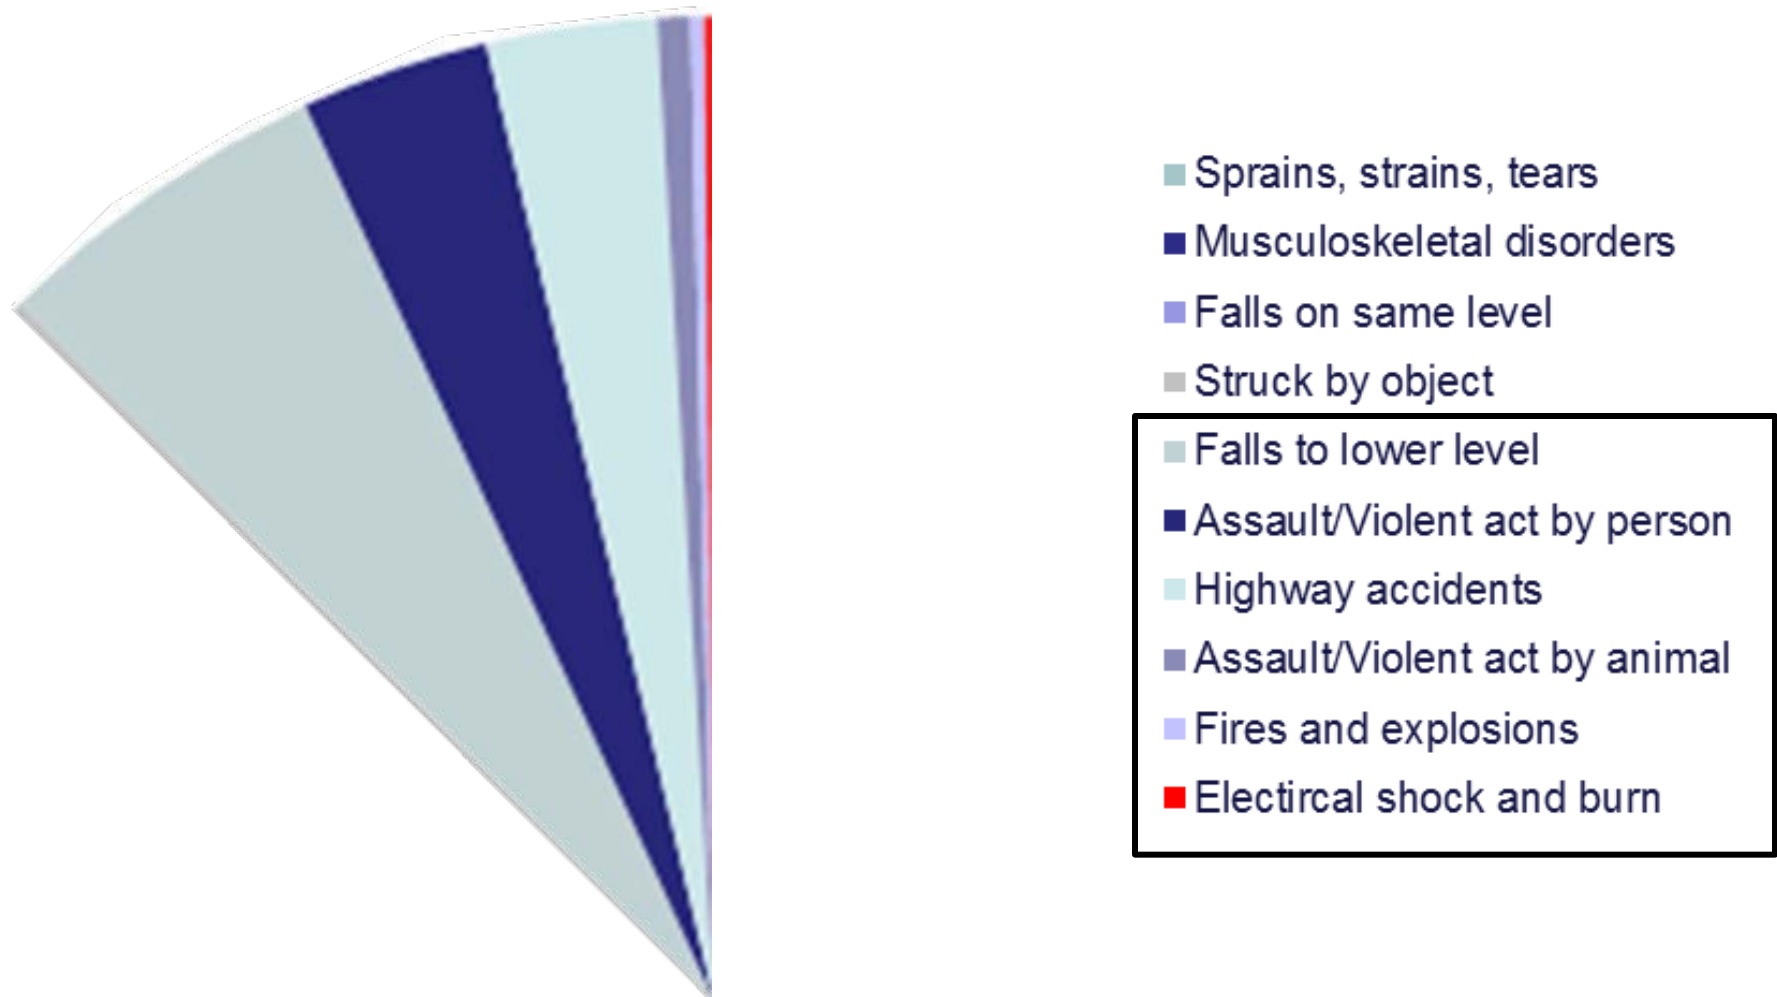 Sprains, strains, tears
Musculoskeletal disorders
Falls on same level
Struck by object
Falls to lower level
Assault/Violent act by person
Highway accidents
Assault/Violent act by animal
Fires and explosions
Electircal shock and burn